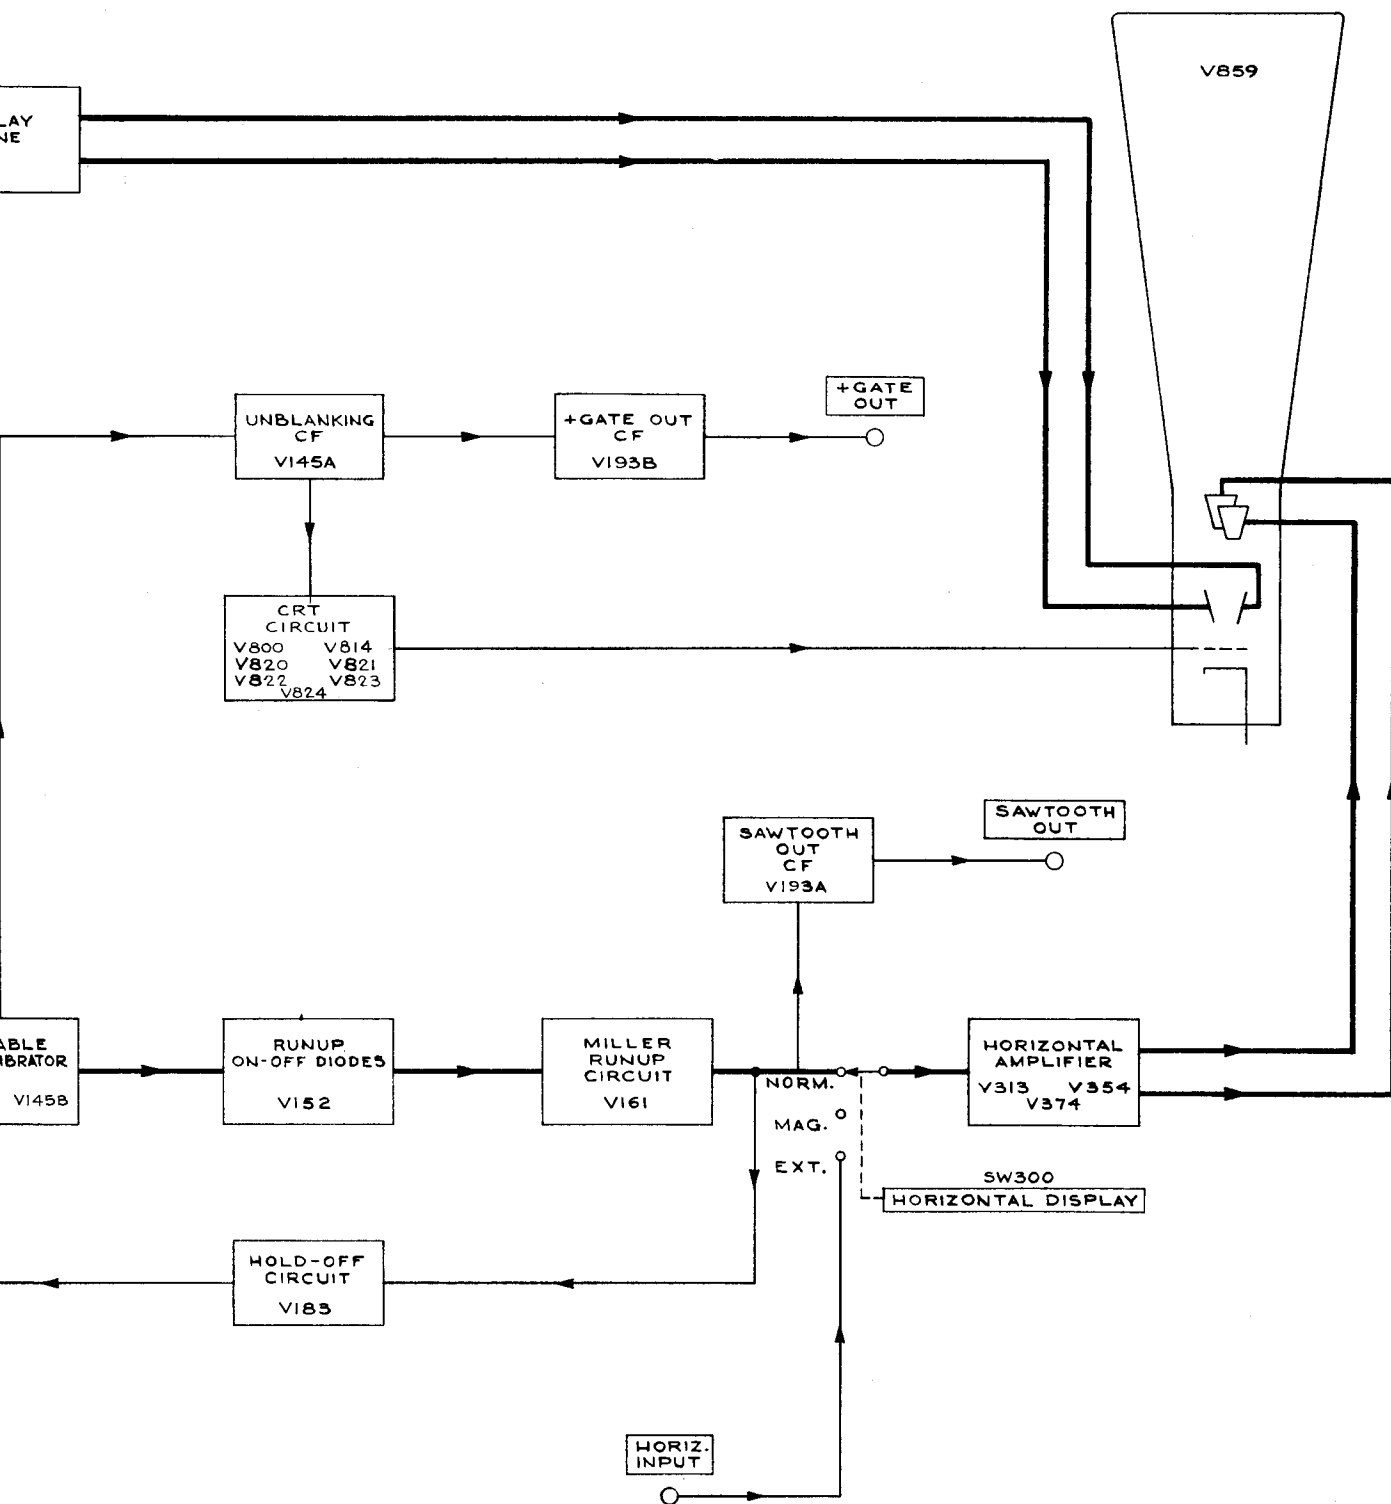 V859
LAY
NE
+GATE
OUT
UNBLANKING
CF
V145A
+GATE OUT
CF
V193B
CRT
CIRCUIT
V800 V814
V820 V821
V822 V823
V824
SAWTOOTH
OUT
SAWTOOTH
OUT
CF
V193A
ABLE
IBRATOR
V145B
RUNUP
ON-OFF DIODES
V152
MILLER
RUNUP
CIRCUIT
V161
NORM.
MAG.
EXT.
HORIZONTAL
AMPLIFIER
V313 V354
V374
SW300
HORIZONTAL DISPLAY
HOLD-OFF
CIRCUIT
V183
HORIZ.
INPUT